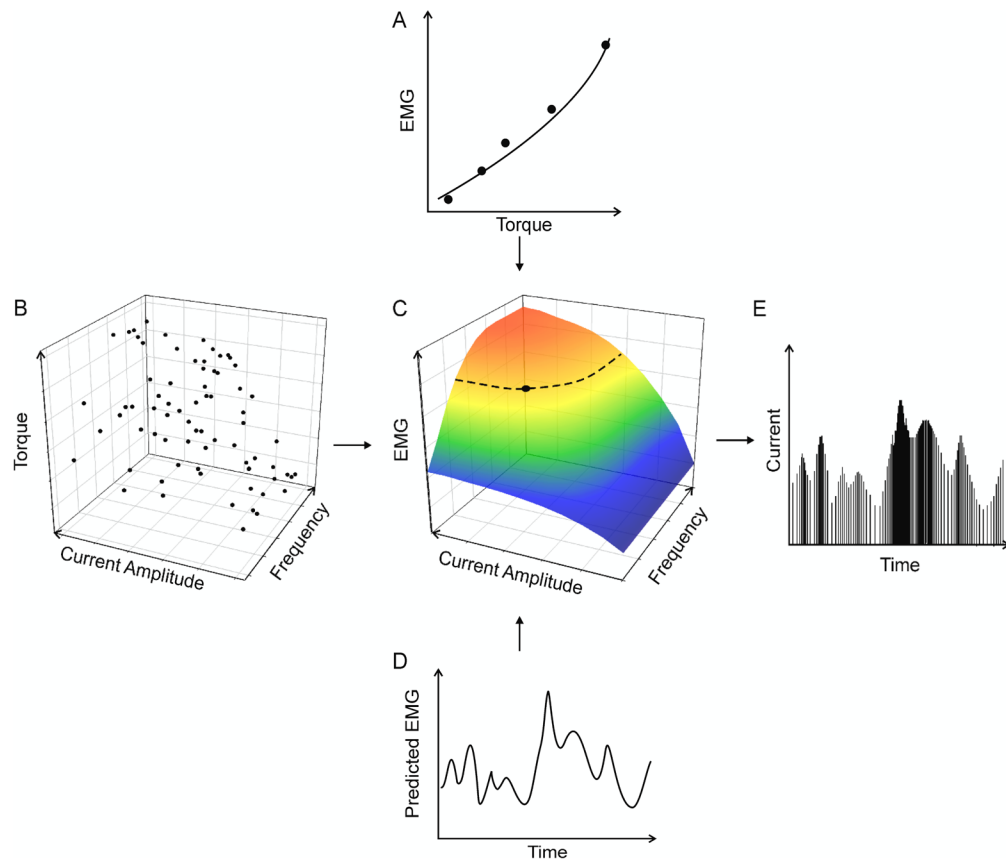 A
EMG
Torque
B
Torque
Current Amplitude
Frequency
C
EMG
Current Amplitude
Frequency
E
Current
Time
D
Predicted EMG
Time